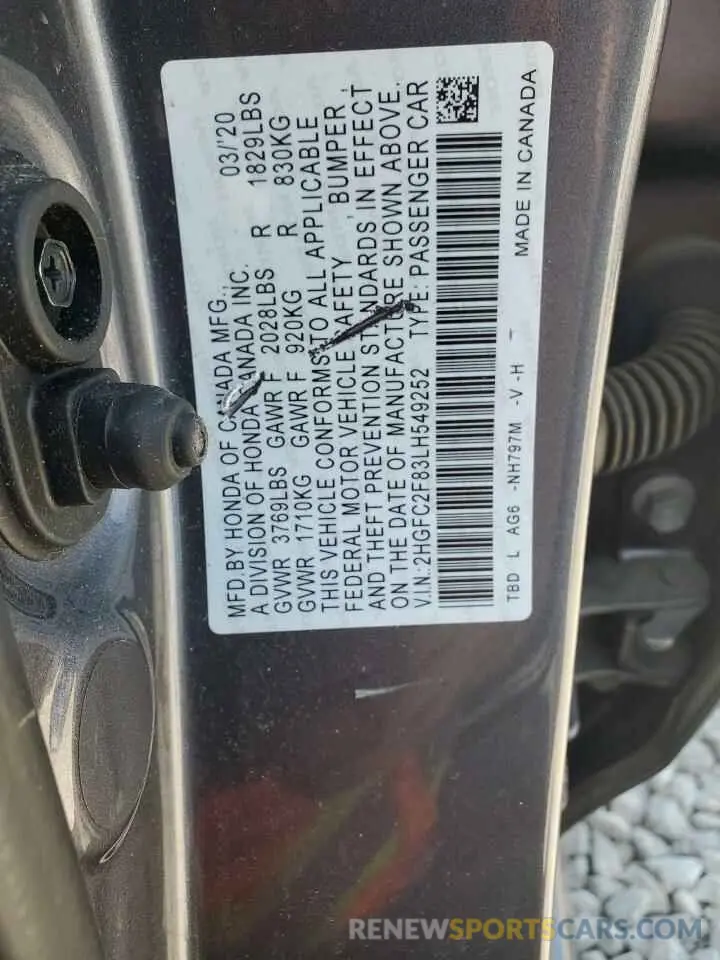 MFD.BY HONDA OF CANADA MFG., 03/'20
A DIVISION OF HONDA CANADA INC.
GVWR 3769LBS GAWR F 2028LBS R 1829LBS
GVWR 1710KG GAWR F 920KG R 830KG
THIS VEHICLE CONFORMS TO ALL APPLICABLE
FEDERAL MOTOR VEHICLE SAFETY, BUMPER,
AND THEFT PREVENTION STANDARDS IN EFFECT
ON THE DATE OF MANUFACTURE SHOWN ABOVE.
V.I.N.:2HGFC2F83LH549252 TYPE: PASSENGER CAR
TBD L AG6 -NH797M -V -H T
MADE IN CANADA
RENEWSPORTSCARS.COM